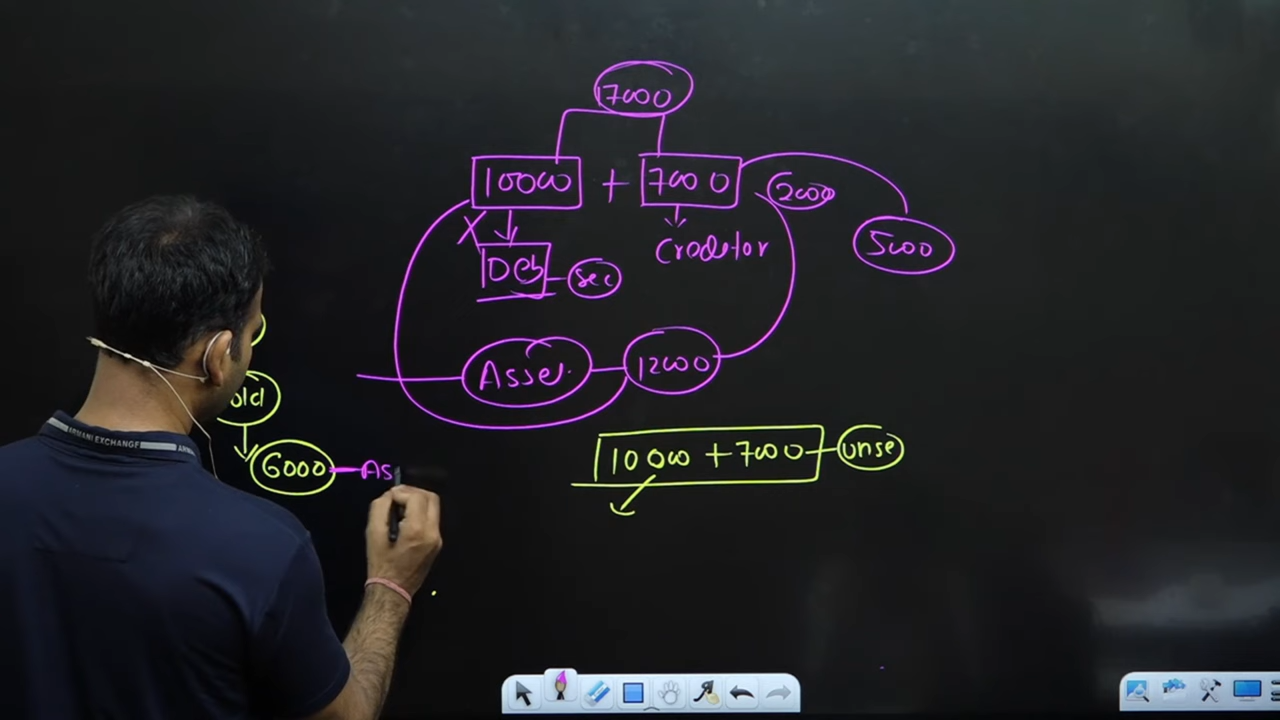 17000
10000 + 7000
2000
5000
X
Deb
sec
Creditor
Asset
12000
old
6000 As
10000 + 7000 unse
ARMANI EXCHANGE